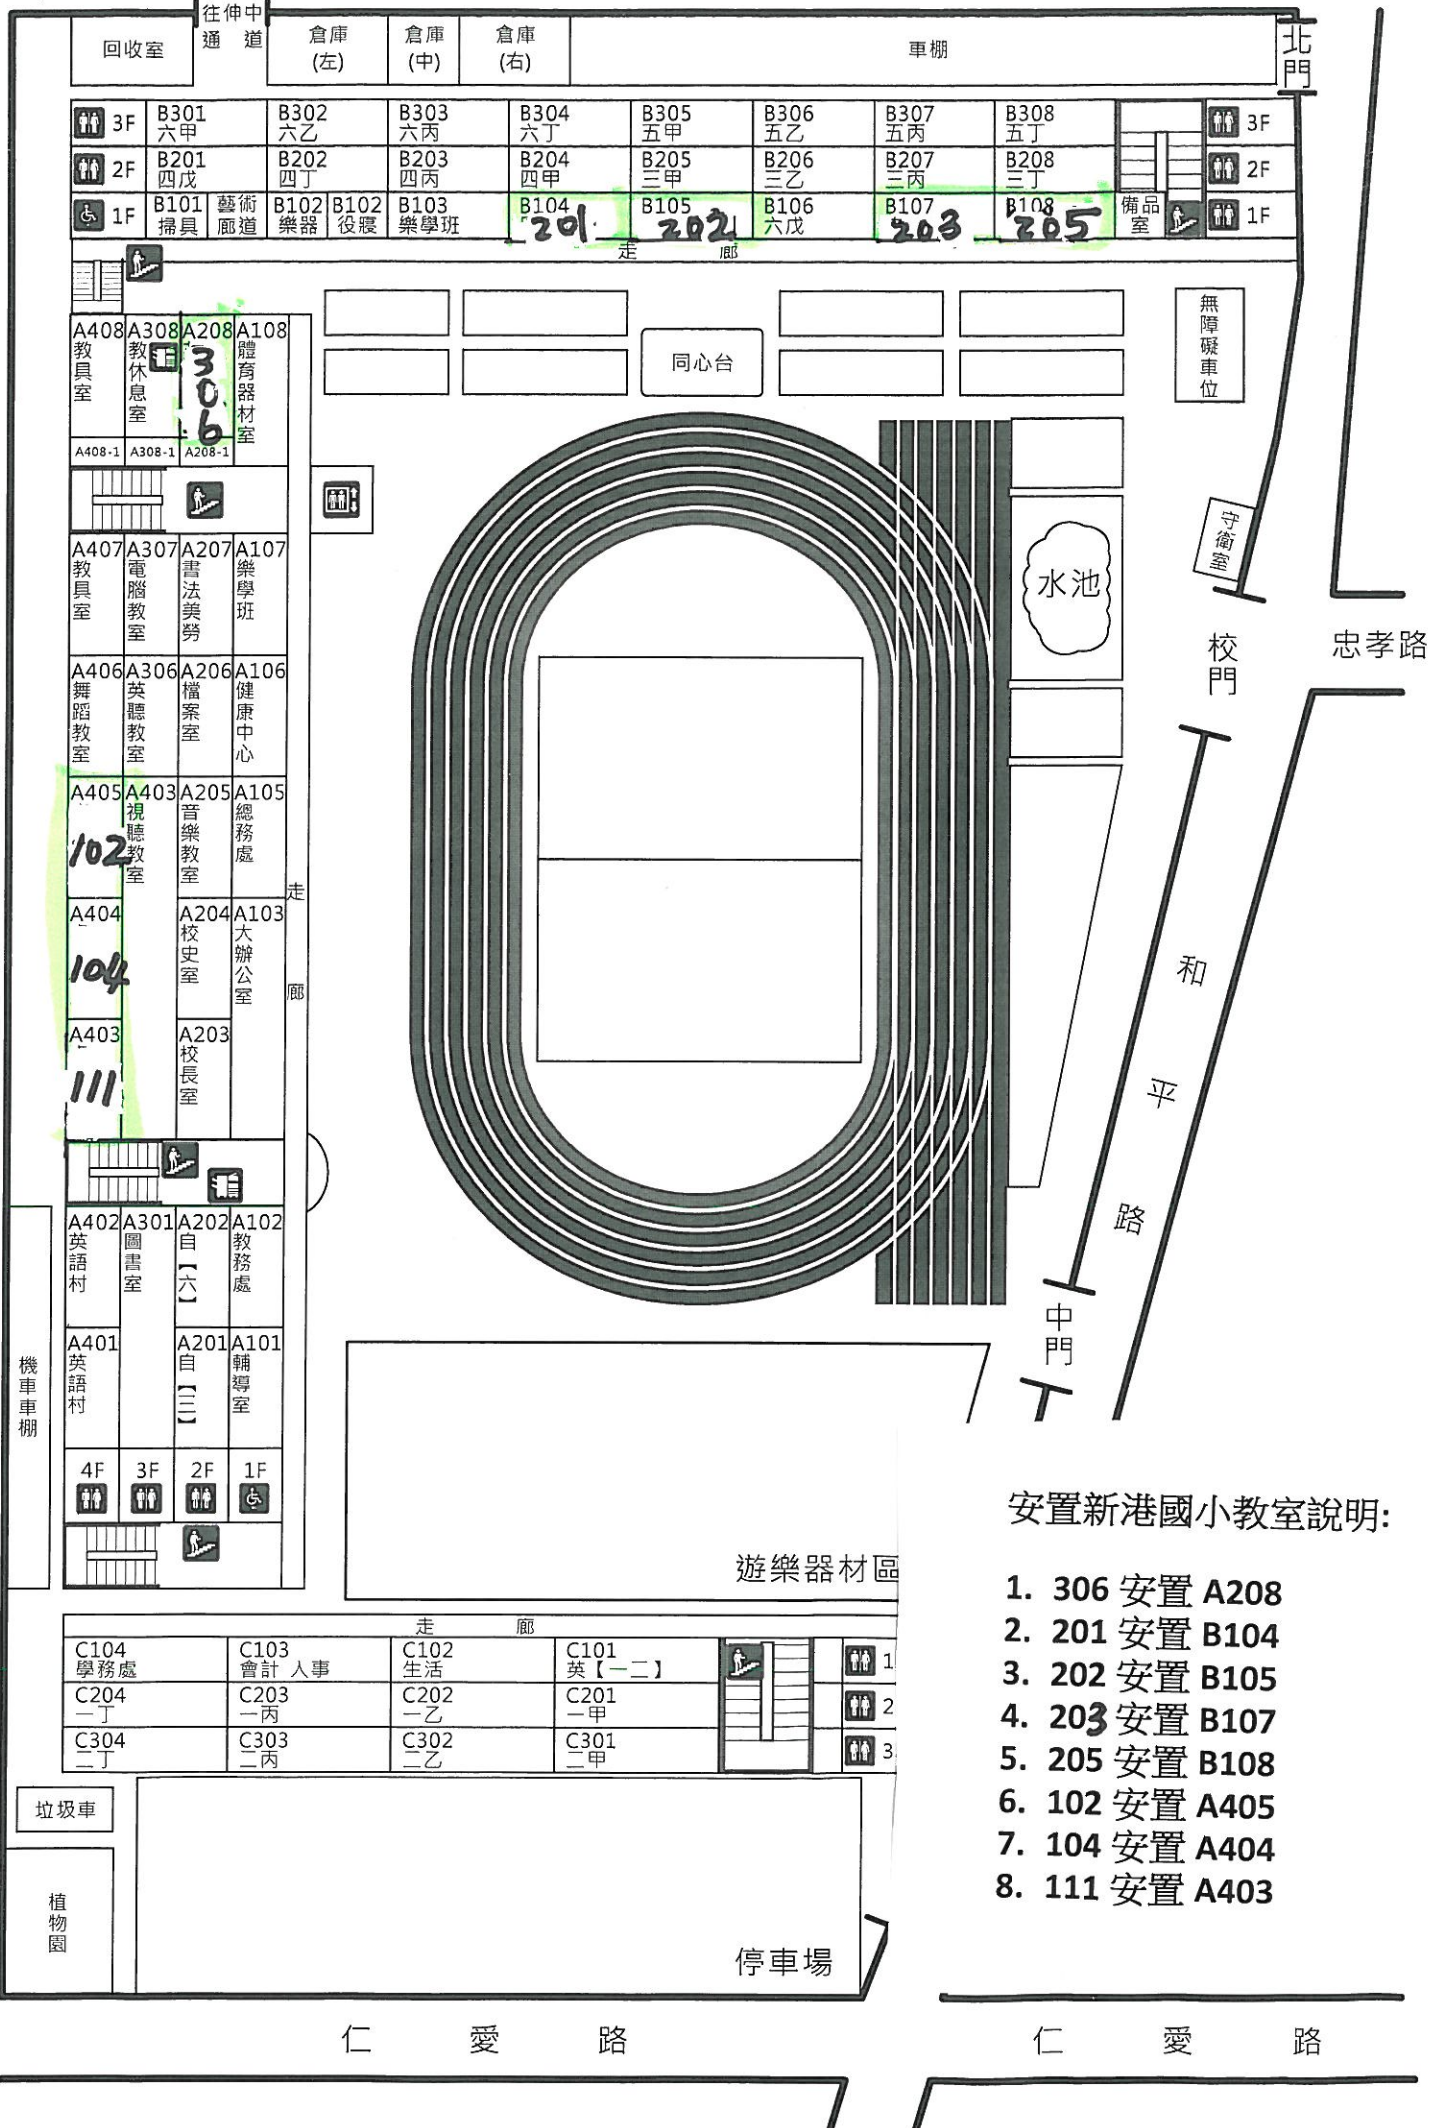 往伸中
通 道
回收室
倉庫
(左)
倉庫
(中)
倉庫
(右)
車棚
北門
3F
B301
六甲
B302
六乙
B303
六丙
B304
六丁
B305
五甲
B306
五乙
B307
五丙
B308
五丁
3F
2F
B201
四戊
B202
四丁
B203
四丙
B204
四甲
B205
三甲
B206
三乙
B207
三丙
B208
三丁
2F
1F
B101
掃具
藝術
廊道
B102
樂器
B102
役寢
B103
樂學班
B104
201
B105
202
B106
六戊
B107
203
B108
205
備品
室
1F
走 廊
A408
教具室
A308
教休息室
A208
306
A108
體育器材室
A408-1
A308-1
A208-1
同心台
無障礙車位
A407
教具室
A307
電腦教室
A207
書法美勞
A107
樂學班
水池
守衛室
校門
忠孝路
A406
舞蹈教室
A306
英聽教室
A206
檔案室
A106
健康中心
A405
102
A403
視聽教室
A205
音樂教室
A105
總務處
走 廊
A404
104
A204
校史室
A103
大辦公室
A403
111
A203
校長室
和 平 路
A402
英語村
A301
圖書室
A202
自【六】
A102
教務處
A401
英語村
A201
自【三】
A101
輔導室
機車車棚
中門
4F
3F
2F
1F
遊樂器材區
走 廊
C104
學務處
C103
會計 人事
C102
生活
C101
英【一二】
1
C204
一丁
C203
一丙
C202
一乙
C201
一甲
2
C304
二丁
C303
二丙
C302
二乙
C301
二甲
3
垃圾車
植物園
停車場
安置新港國小教室說明:
1. 306 安置 A208
2. 201 安置 B104
3. 202 安置 B105
4. 203 安置 B107
5. 205 安置 B108
6. 102 安置 A405
7. 104 安置 A404
8. 111 安置 A403
仁 愛 路
仁 愛 路